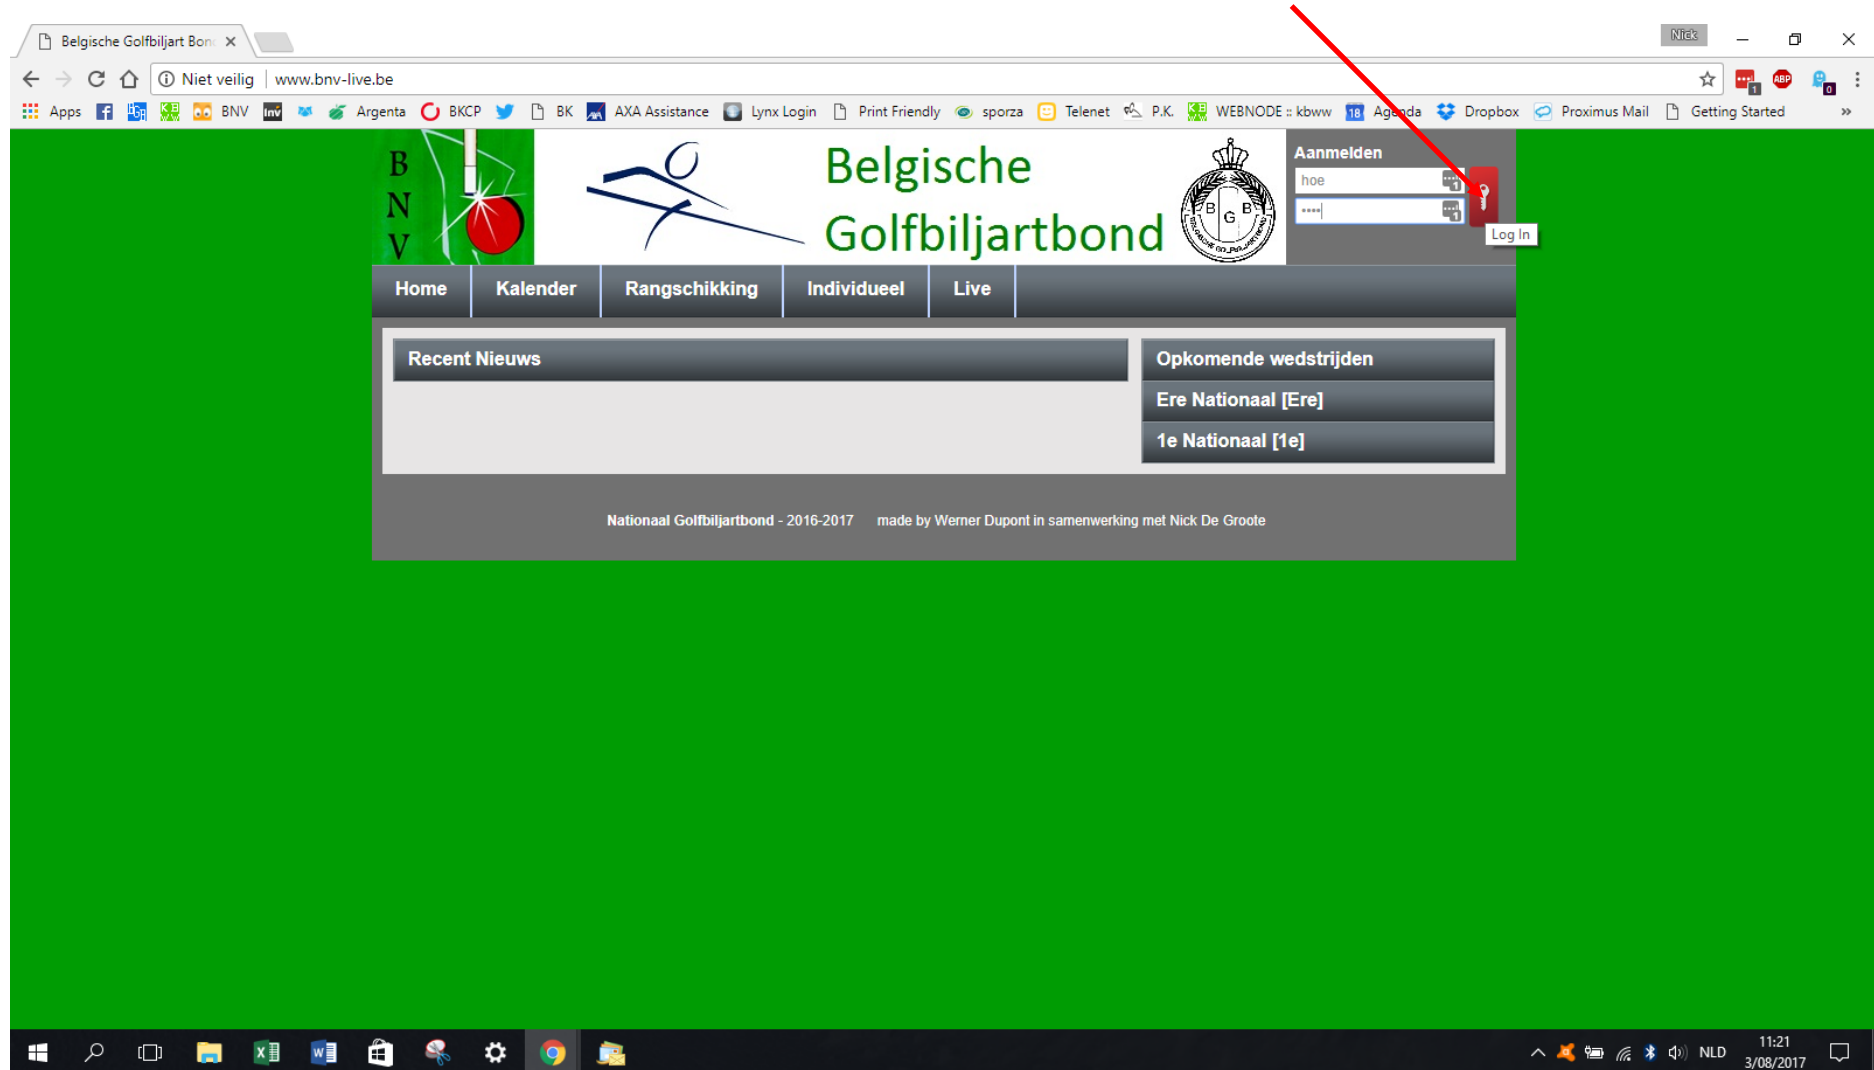 Belgische Golfbiljart Bon
Nick
Niet veilig | www.bnv-live.be
Apps BNV Argenta BKCP BK AXA Assistance Lynx Login Print Friendly sporza Telenet P.K. WEBNODE :: kbww 18 Agenda Dropbox Proximus Mail Getting Started »
B
N
V
Belgische
Golfbiljartbond
B G B
Aanmelden
hoe
••••
Log In
Home Kalender Rangschikking Individueel Live
Recent Nieuws
Opkomende wedstrijden
Ere Nationaal [Ere]
1e Nationaal [1e]
Nationaal Golfbiljartbond - 2016-2017 made by Werner Dupont in samenwerking met Nick De Groote
NLD
11:21
3/08/2017